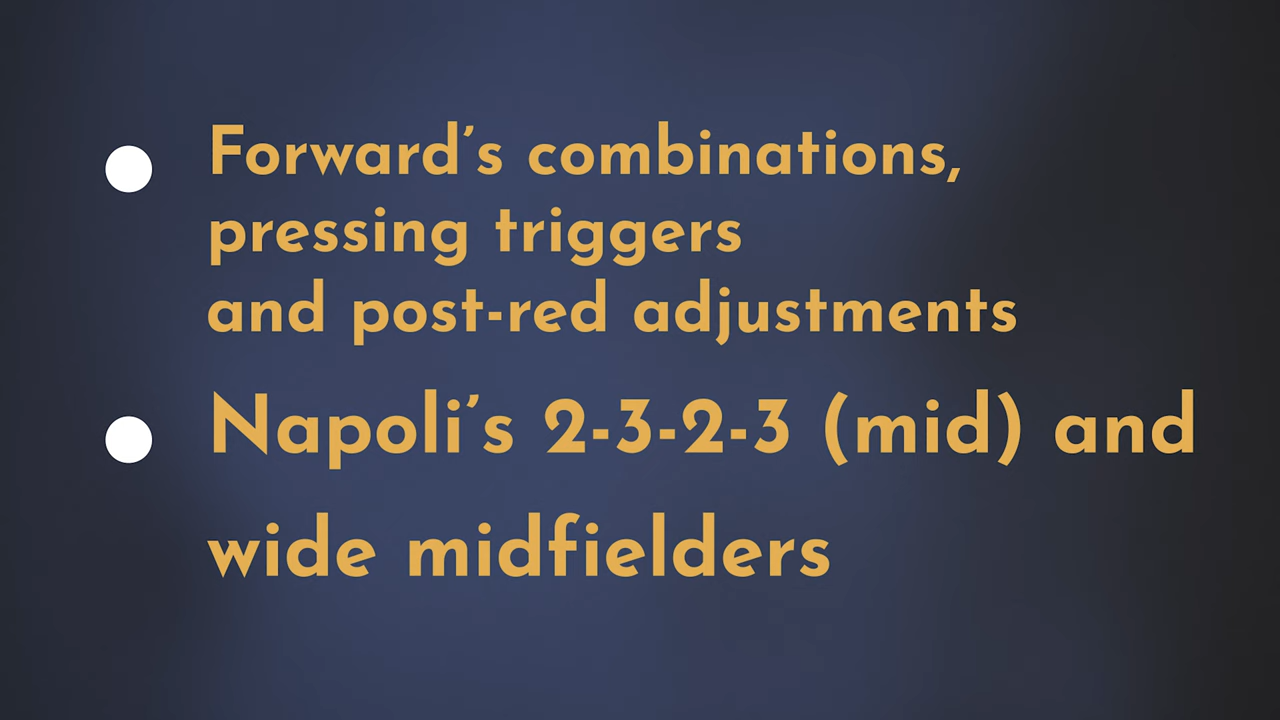 Forward’s combinations,
pressing triggers
and post-red adjustments
Napoli’s 2-3-2-3 (mid) and
wide midfielders